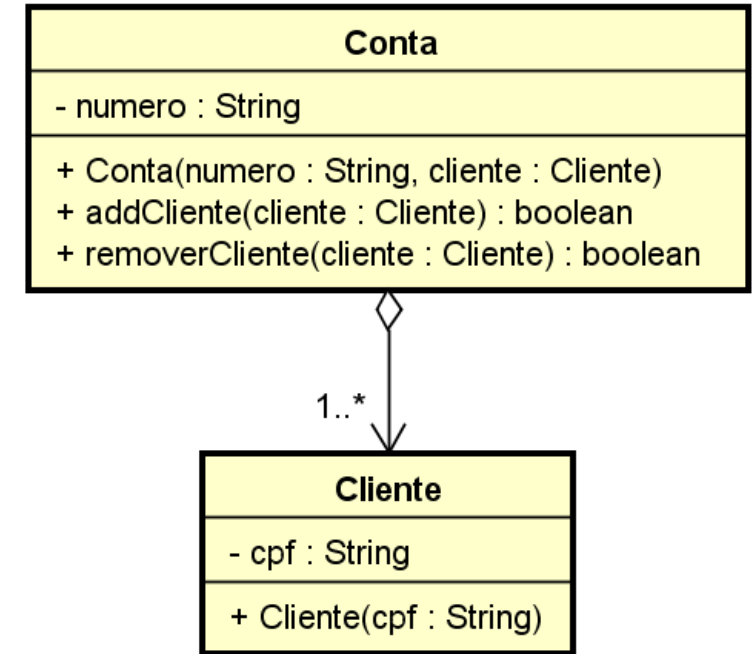 Conta
- numero : String
+ Conta(numero : String, cliente : Cliente)
+ addCliente(cliente : Cliente) : boolean
+ removerCliente(cliente : Cliente) : boolean
1..*
Cliente
- cpf : String
+ Cliente(cpf : String)